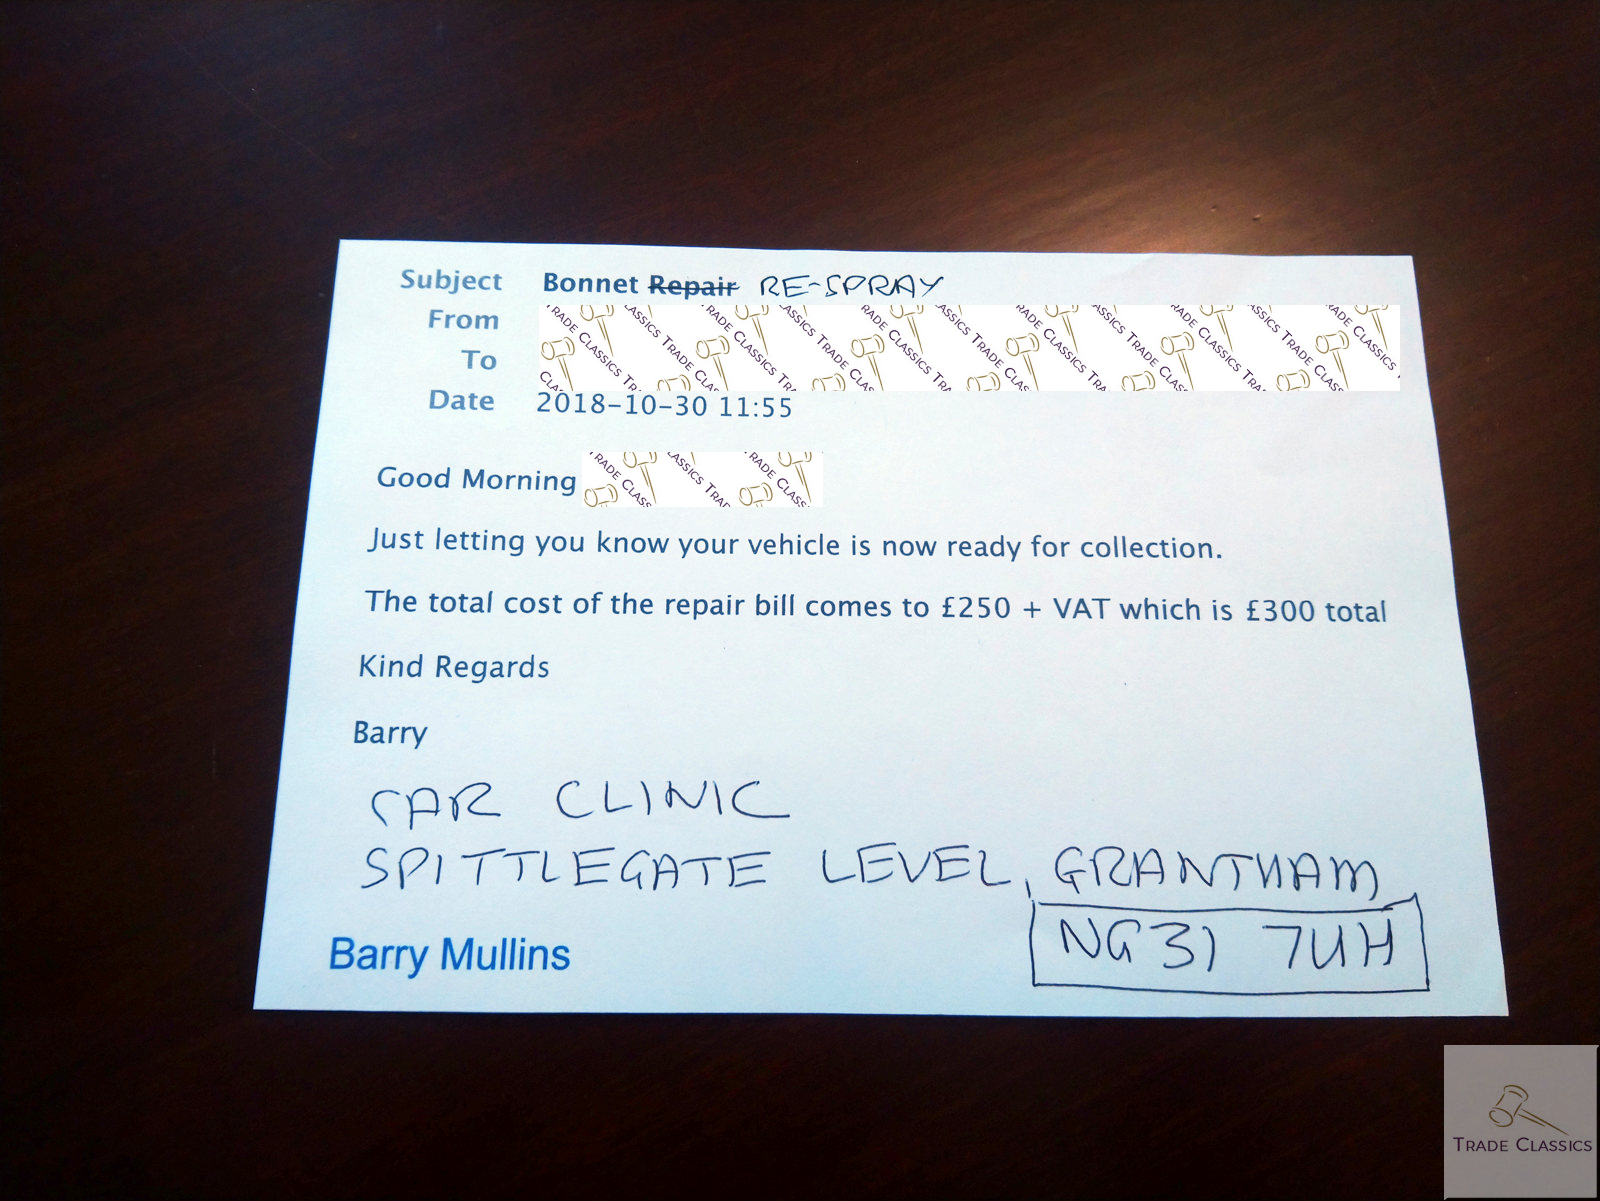 Subject Bonnet Repair RE-SPRAY
From
To
Date 2018-10-30 11:55
Good Morning
Just letting you know your vehicle is now ready for collection.
The total cost of the repair bill comes to £250 + VAT which is £300 total
Kind Regards
Barry
CAR CLINIC
SPITTLEGATE LEVEL, GRANTHAM
NG31 7UH
Barry Mullins
TRADE CLASSICS